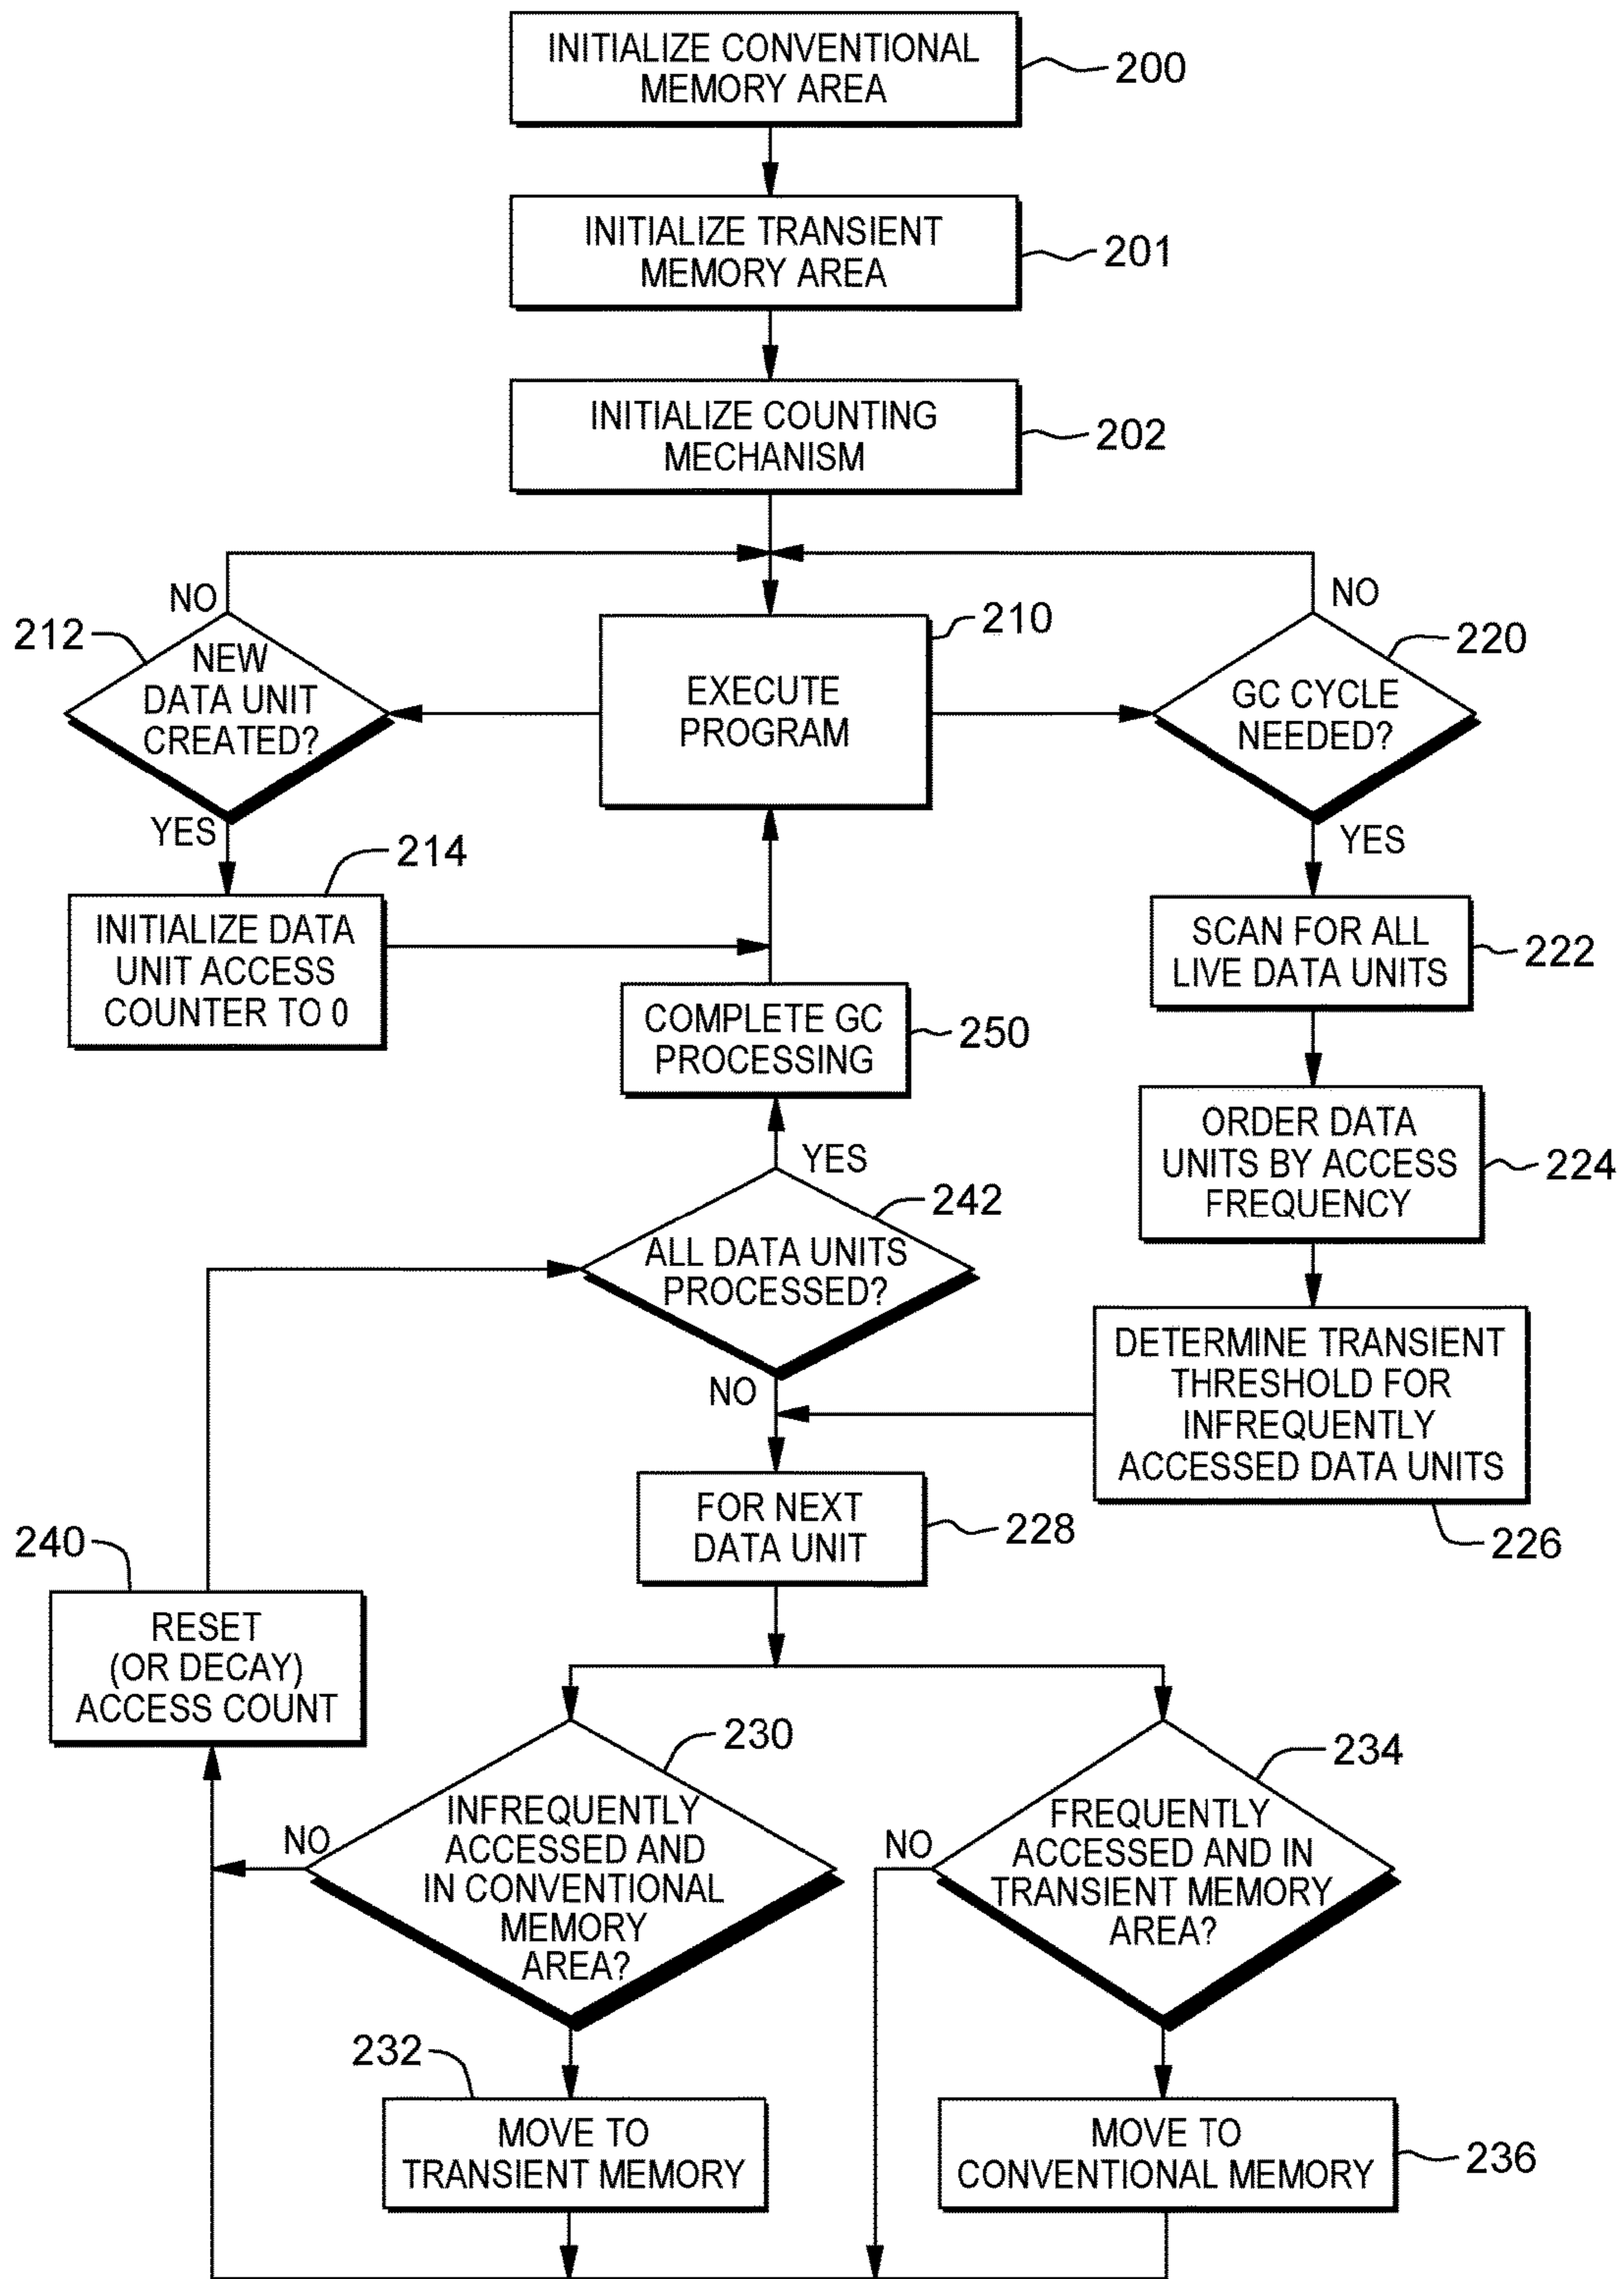 INITIALIZE CONVENTIONAL
MEMORY AREA
200
INITIALIZE TRANSIENT
MEMORY AREA
201
INITIALIZE COUNTING
MECHANISM
202
NO
NO
212
NEW
DATA UNIT
CREATED?
210
EXECUTE
PROGRAM
220
GC CYCLE
NEEDED?
YES
YES
214
INITIALIZE DATA
UNIT ACCESS
COUNTER TO 0
SCAN FOR ALL
LIVE DATA UNITS
222
COMPLETE GC
PROCESSING
250
ORDER DATA
UNITS BY ACCESS
FREQUENCY
224
YES
242
ALL DATA UNITS
PROCESSED?
NO
DETERMINE TRANSIENT
THRESHOLD FOR
INFREQUENTLY
ACCESSED DATA UNITS
226
FOR NEXT
DATA UNIT
228
240
RESET
(OR DECAY)
ACCESS COUNT
230
INFREQUENTLY
ACCESSED AND
IN CONVENTIONAL
MEMORY
AREA?
NO
234
FREQUENTLY
ACCESSED AND IN
TRANSIENT MEMORY
AREA?
NO
232
MOVE TO
TRANSIENT MEMORY
MOVE TO
CONVENTIONAL MEMORY
236